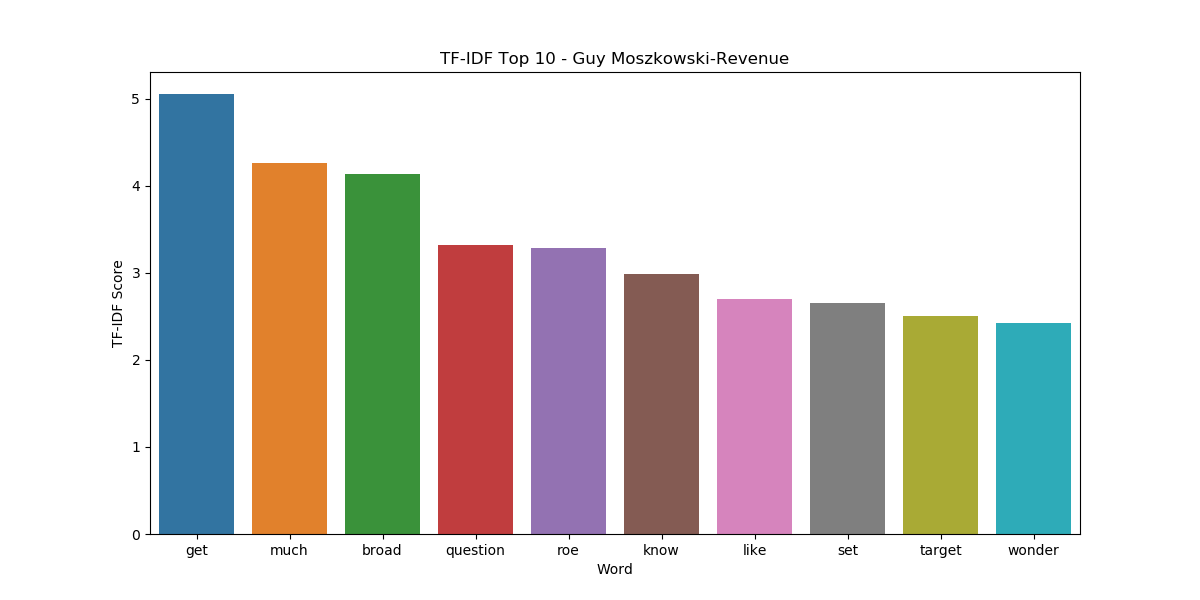 TF-IDF Top 10 - Guy Moszkowski-Revenue
TF-IDF Score
5
4
3
2
1
0
get much broad question roe know like set target wonder
Word